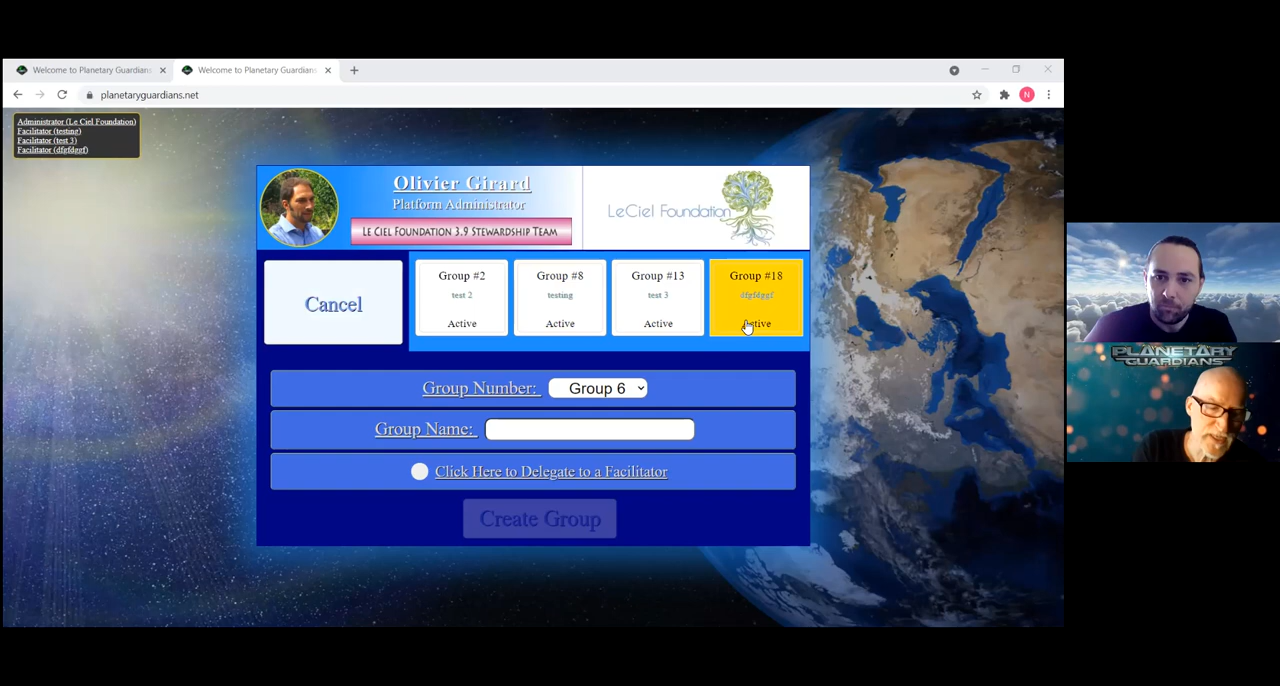 Welcome to Planetary Guardians
Welcome to Planetary Guardians
planetaryguardians.net
N
Administrator (Le Ciel Foundation)
Facilitator (testing)
Facilitator (test 3)
Facilitator (dfgfdggf)
Olivier Girard
Platform Administrator
LE CIEL FOUNDATION 3.9 STEWARDSHIP TEAM
LeCiel Foundation
Cancel
Group #2
test 2
Active
Group #8
testing
Active
Group #13
test 3
Active
Group #18
dfgfdggf
Active
Group Number: Group 6
Group Name:
Click Here to Delegate to a Facilitator
Create Group
PLANETARY
GUARDIANS